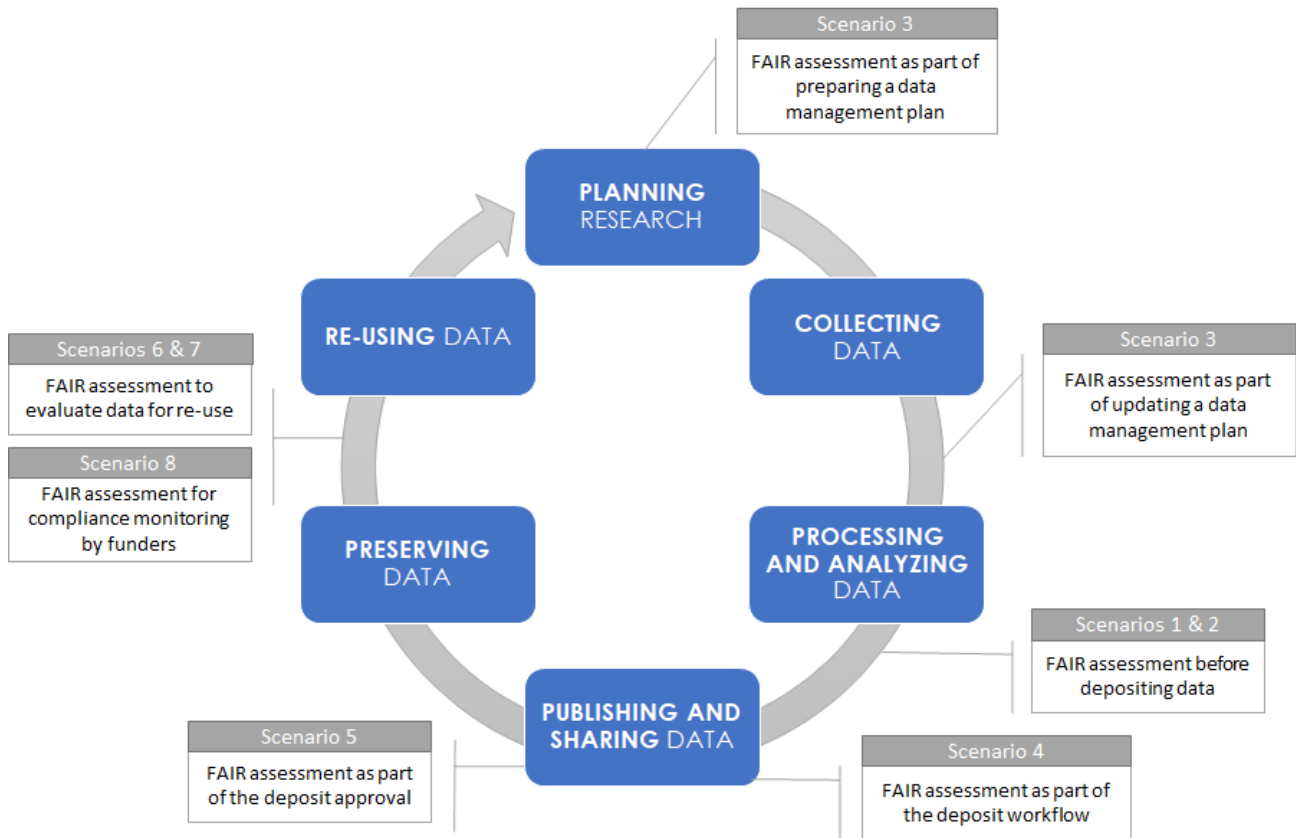 Scenario 3
FAIR assessment as part of
preparing a data
management plan
PLANNING
RESEARCH
COLLECTING
DATA
Scenario 3
FAIR assessment as part
of updating a data
management plan
PROCESSING
AND ANALYZING
DATA
Scenarios 1 & 2
FAIR assessment before
depositing data
PUBLISHING AND
SHARING DATA
Scenario 4
FAIR assessment as part of
the deposit workflow
Scenario 5
FAIR assessment as part
of the deposit approval
PRESERVING
DATA
Scenarios 6 & 7
FAIR assessment to
evaluate data for re-use
Scenario 8
FAIR assessment for
compliance monitoring
by funders
RE-USING DATA